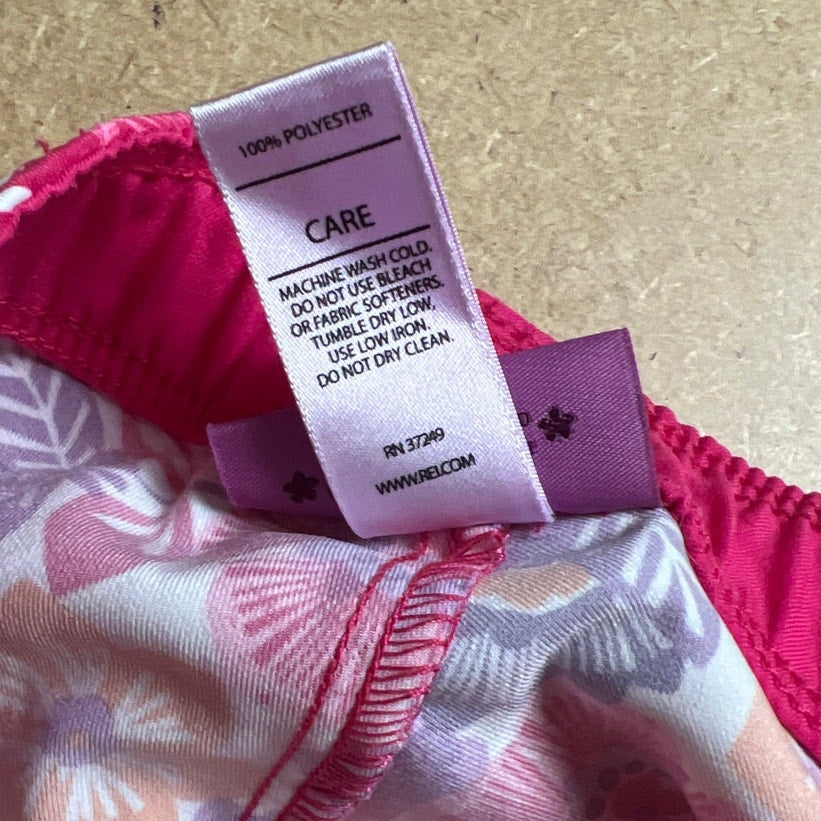 100% POLYESTER
CARE
MACHINE WASH COLD.
DO NOT USE BLEACH
OR FABRIC SOFTENERS.
TUMBLE DRY LOW,
USE LOW IRON.
DO NOT DRY CLEAN.
RN 37249
WWW.REI.COM